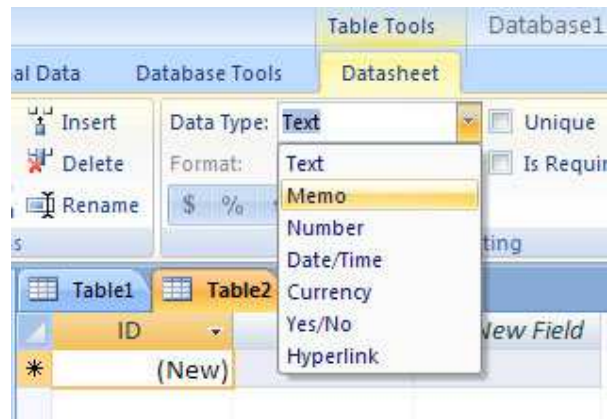 Table Tools Database1
al Data Database Tools Datasheet
Insert Data Type: Text Unique
Delete Format: Text Is Requir
Rename $ % Memo
Number
s ting
Date/Time
Table1 Table2 Currency
ID Yes/No New Field
Hyperlink
* (New)